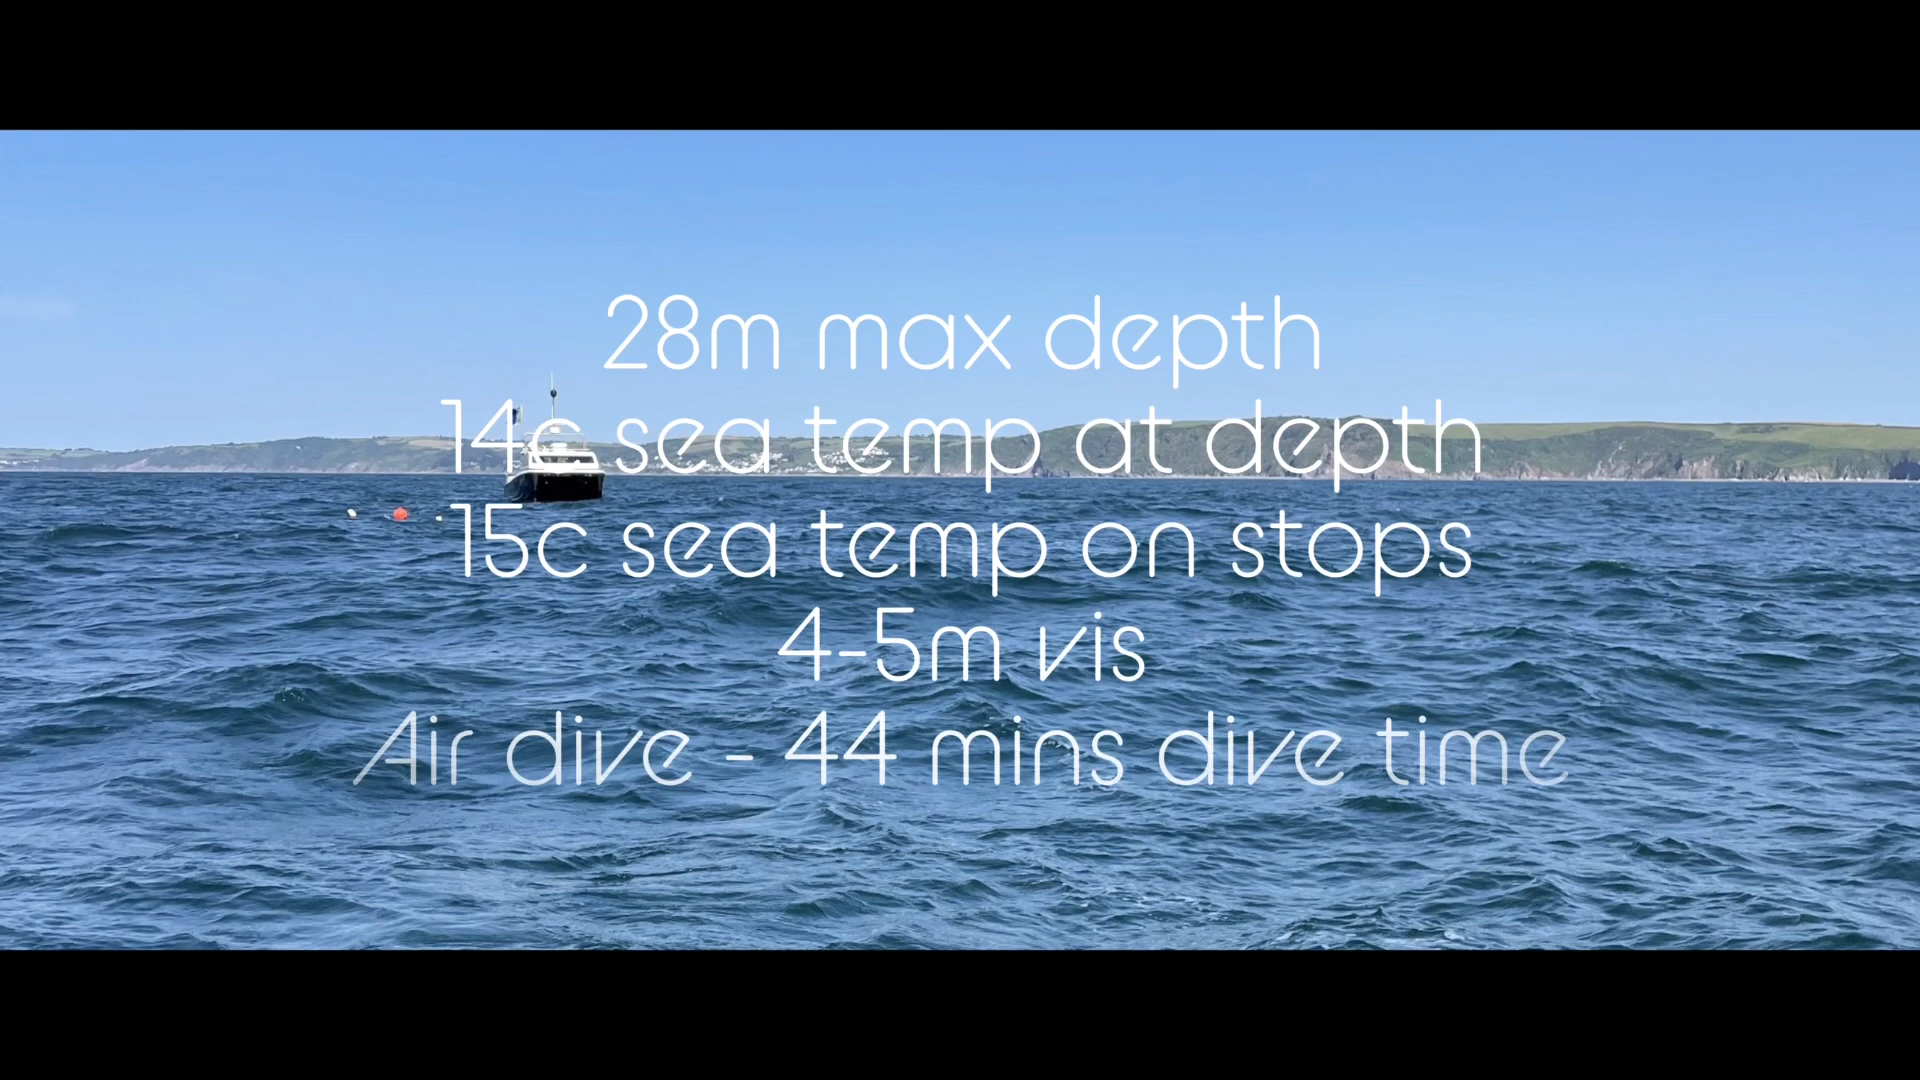 28m max depth
14c sea temp at depth
15c sea temp on stops
4-5m vis
Air dive - 44 mins dive time